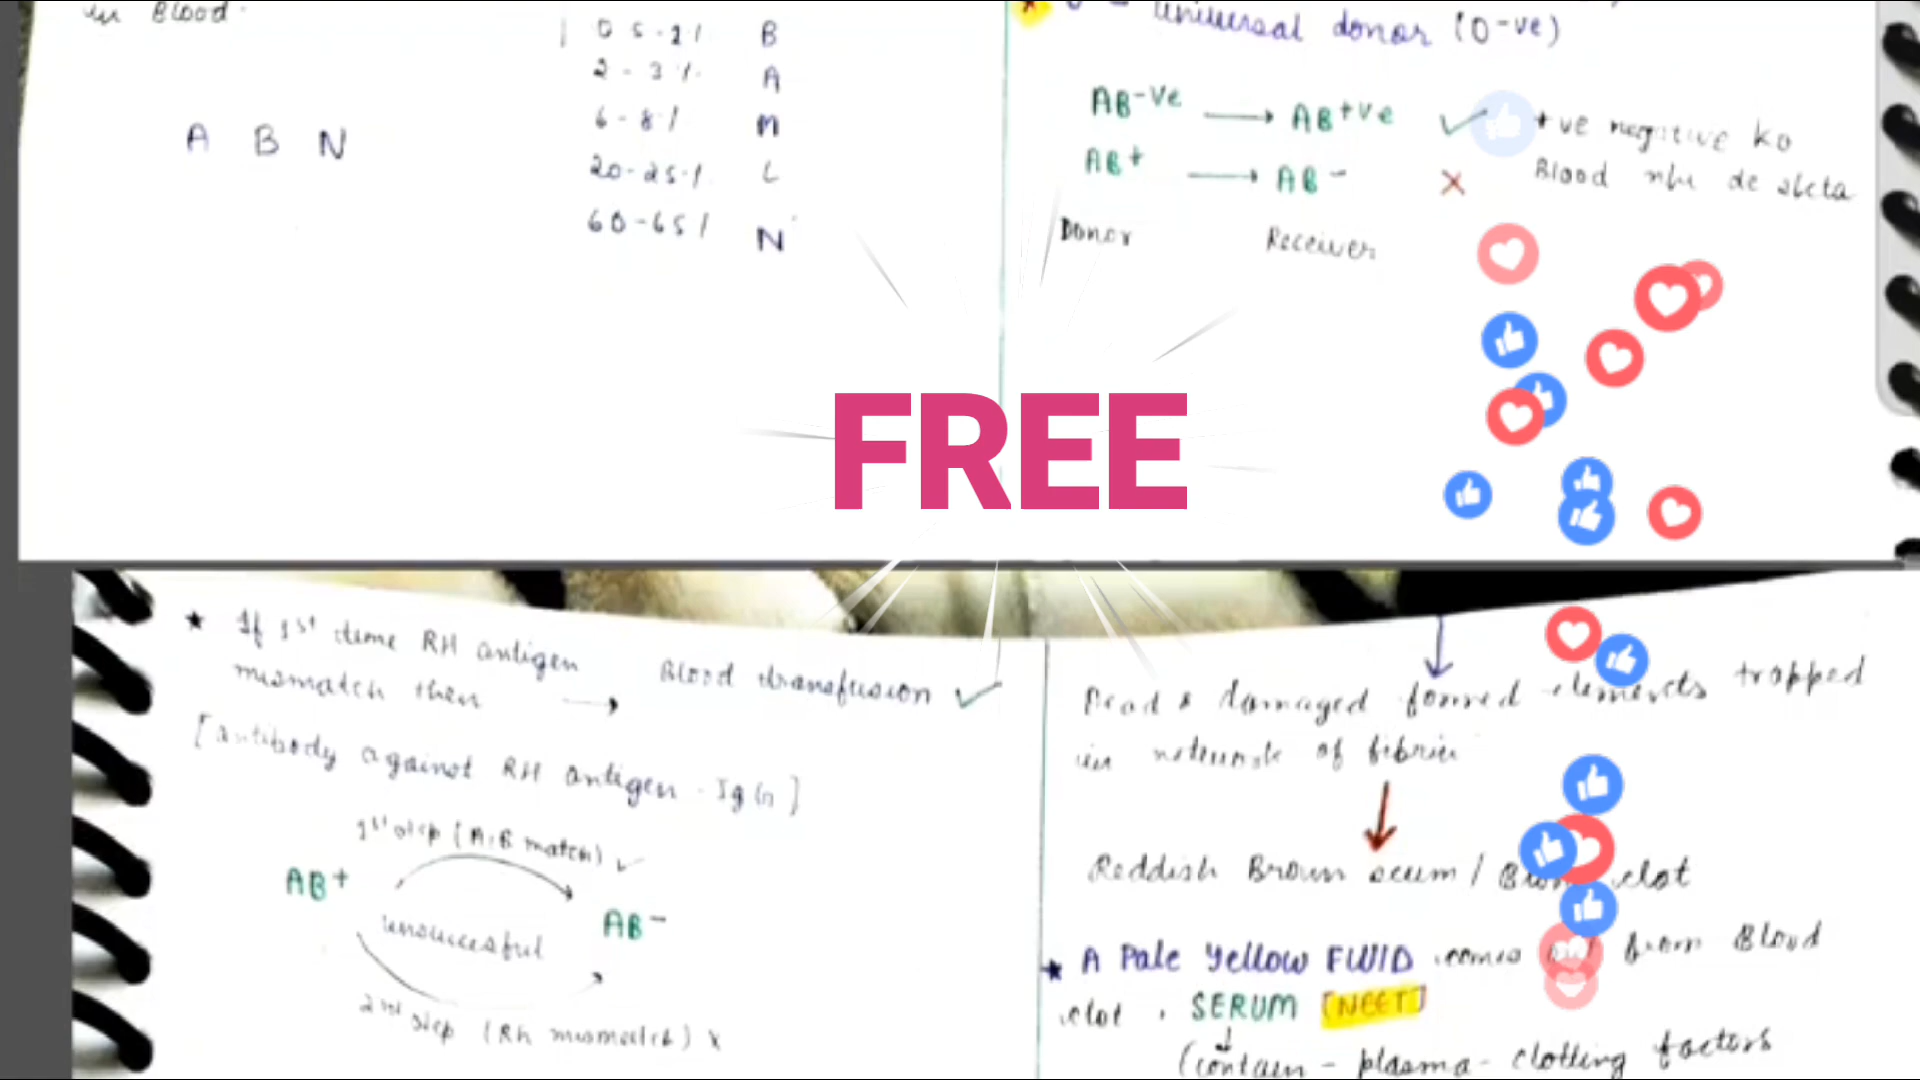 in Blood.
0.5-1% B
2-3% A
6-8% M
20-25% L
60-65% N
A B N
universal donor (O-ve)
AB-ve → AB+ve ✓
AB+ → AB- ×
Donor Receiver
+ve negative ko
Blood nhi de skta
FREE
★ If 1st time RH antigen
mismatch then → Blood transfusion ✓
[antibody against RH antigen - IgG]
1st step (A,B match) ✓
AB+ AB-
unsuccesful
2nd step (Rh mismatch) x
Dead & damaged formed elements trapped
in network of fibrin
Reddish Brown scum / clot
★ A Pale Yellow FLUID comes out from Blood
clot, SERUM [NEET]
(contain - plasma - clotting factors